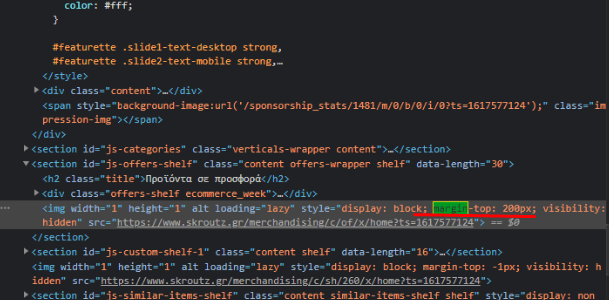 color: #fff;
}
#featurette .slide1-text-desktop strong,
#featurette .slide2-text-mobile strong,…
</style>
<div class="content">…</div>
<span style="background-image:url('/sponsorship_stats/1481/m/0/b/0/i/0?ts=1617577124');" class="im
pression-img"></span>
</div>
<section id="js-categories" class="verticals-wrapper content">…</section>
<section id="js-offers-shelf" class="content offers-wrapper shelf" data-length="30">
<h2 class="title">Προϊόντα σε προσφορά</h2>
<div class="offers-shelf ecommerce_week">…</div>
… <img width="1" height="1" alt loading="lazy" style="display: block; margin-top: 200px; visibility:
hidden" src="https://www.skroutz.gr/merchandising/c/of/x/home?ts=1617577124"> == $0
</section>
<section id="js-custom-shelf-1" class="content shelf" data-length="16">…</section>
<img width="1" height="1" alt loading="lazy" style="display: block; margin-top: -1px; visibility: h
idden" src="https://www.skroutz.gr/merchandising/c/sh/260/x/home?ts=1617577124">
<section id="js-similar-items-shelf" class="content similar-items-shelf shelf" style="display: non